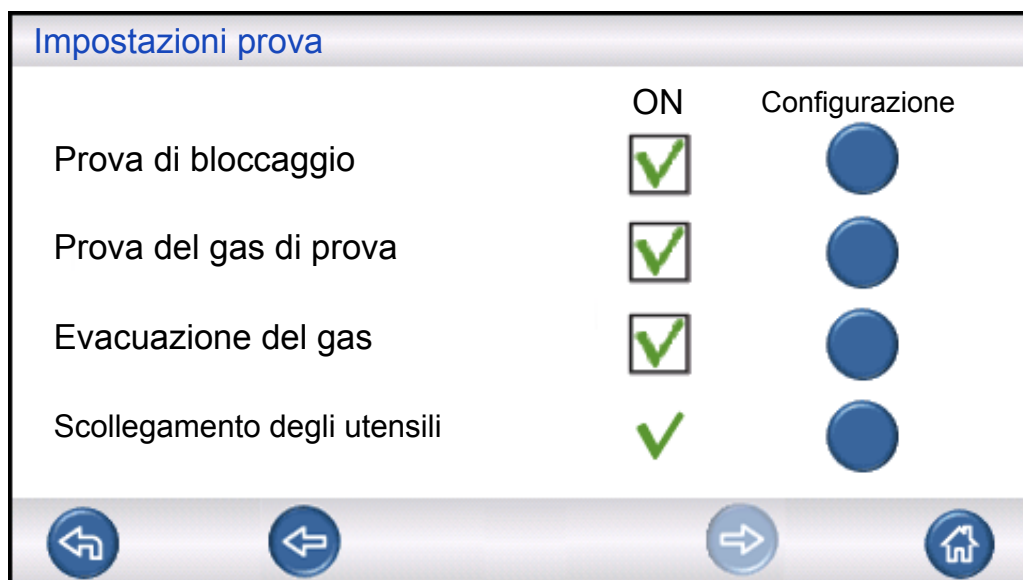 Impostazioni prova
ON Configurazione
Prova di bloccaggio
Prova del gas di prova
Evacuazione del gas
Scollegamento degli utensili